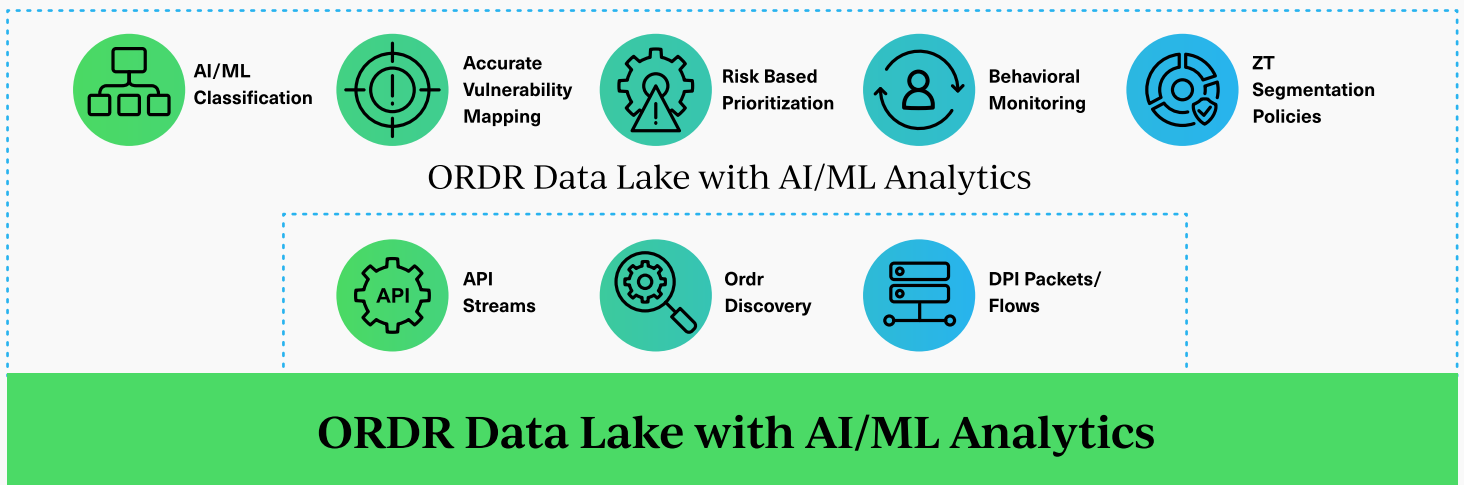 AI/ML
Classification
Accurate
Vulnerability
Mapping
Risk Based
Prioritization
Behavioral
Monitoring
ZT
Segmentation
Policies
ORDR Data Lake with AI/ML Analytics
API
API
Streams
Ordr
Discovery
DPI Packets/
Flows
ORDR Data Lake with AI/ML Analytics